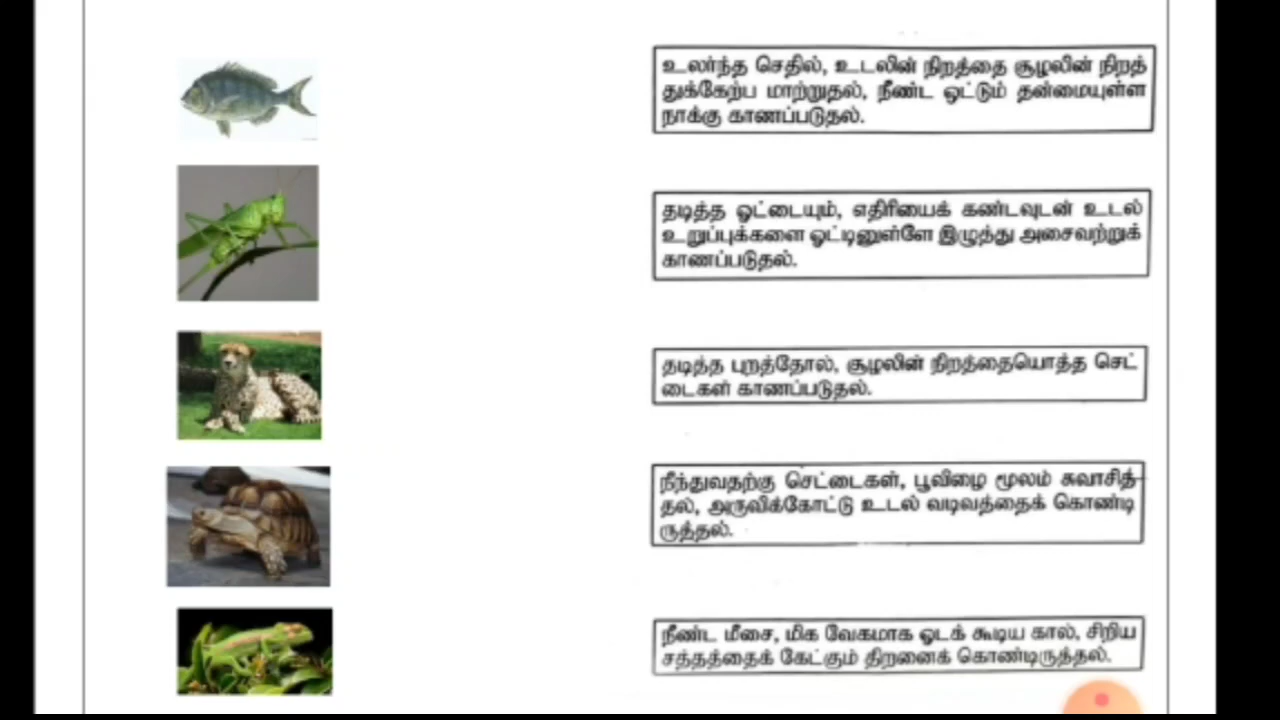 உலர்ந்த செதில், உடலின் நிறத்தை சூழலின் நிறத்
துக்கேற்ப மாற்றுதல், நீண்ட ஒட்டும் தன்மையுள்ள
நாக்கு காணப்படுதல்.
தடித்த ஓட்டையும், எதிரியைக் கண்டவுடன் உடல்
உறுப்புக்களை ஓட்டினுள்ளே இழுத்து அசைவற்றுக்
காணப்படுதல்.
தடித்த புறத்தோல், சூழலின் நிறத்தையொத்த செட்
டைகள் காணப்படுதல்.
நீந்துவதற்கு செட்டைகள், பூவிழை மூலம் சுவாசித்
தல், அருவிக்கோட்டு உடல் வடிவத்தைக் கொண்டி
ருத்தல்.
நீண்ட மீசை, மிக வேகமாக ஓடக் கூடிய கால், சிறிய
சத்தத்தைக் கேட்கும் திறனைக் கொண்டிருத்தல்.